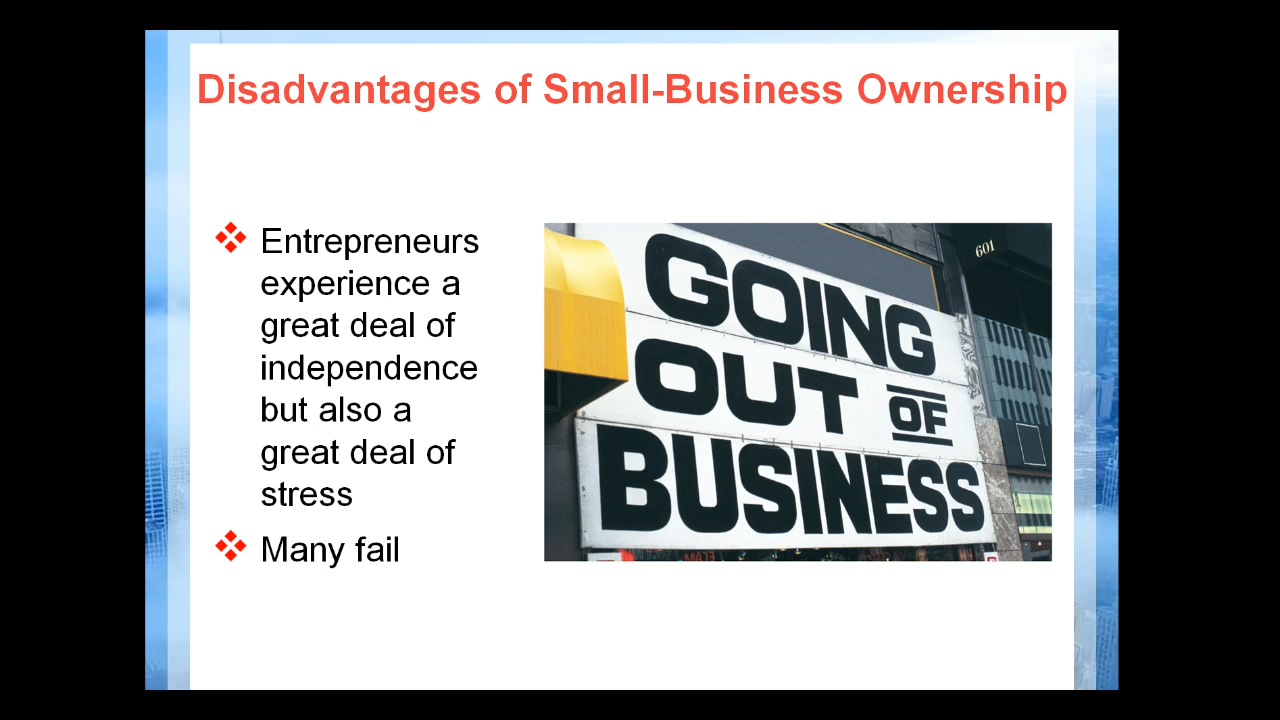 Disadvantages of Small-Business Ownership
Entrepreneurs
experience a
great deal of
independence
but also a
great deal of
stress
Many fail
GOING
OUT OF
BUSINESS
601